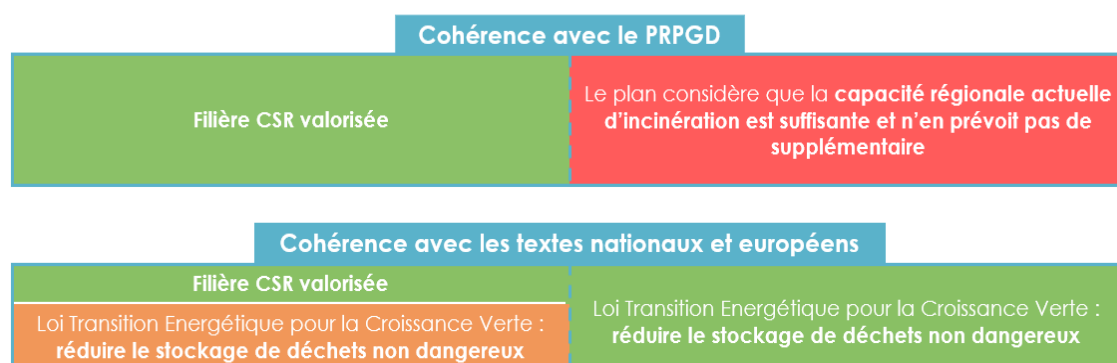 Cohérence avec le PRPGD
Filière CSR valorisée
Le plan considère que la capacité régionale actuelle
d'incinération est suffisante et n'en prévoit pas de
supplémentaire
Cohérence avec les textes nationaux et européens
Filière CSR valorisée
Loi Transition Energétique pour la Croissance Verte :
réduire le stockage de déchets non dangereux
Loi Transition Energétique pour la Croissance Verte :
réduire le stockage de déchets non dangereux